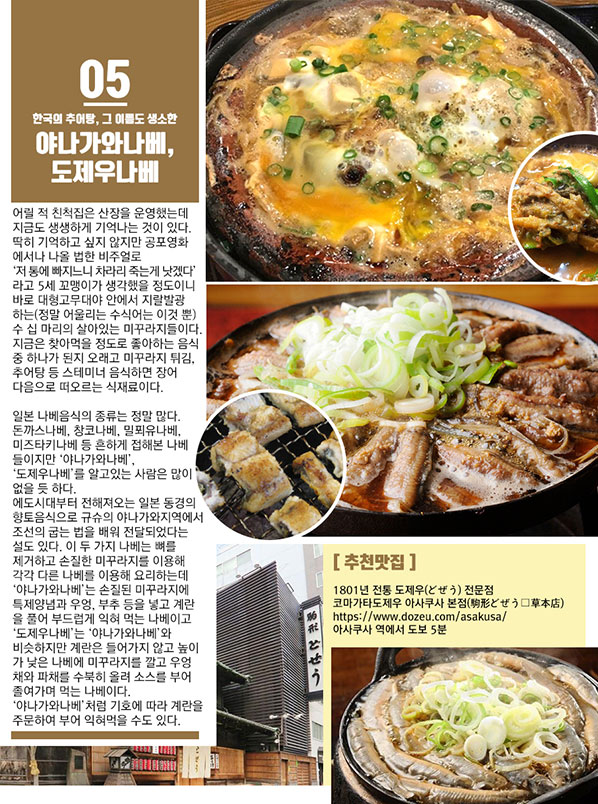 05
한국의 추어탕, 그 이름도 생소한
야나가와나베,
도제우나베
어릴 적 친척집은 산장을 운영했는데
지금도 생생하게 기억나는 것이 있다.
딱히 기억하고 싶지 않지만 공포영화
에서나 나올 법한 비주얼로
‘저 통에 빠지느니 차라리 죽는게 낫겠다’
라고 5세 꼬맹이가 생각했을 정도이니
바로 대형고무대야 안에서 지랄발광
하는(정말 어울리는 수식어는 이것 뿐)
수 십 마리의 살아있는 미꾸라지들이다.
지금은 찾아먹을 정도로 좋아하는 음식
중 하나가 된지 오래고 미꾸라지 튀김,
추어탕 등 스테미너 음식하면 장어
다음으로 떠오르는 식재료이다.
일본 나베음식의 종류는 정말 많다.
돈까스나베, 창코나베, 밀푀유나베,
미즈타키나베 등 흔하게 접해본 나베
들이지만 ‘야나가와나베’,
‘도제우나베’를 알고있는 사람은 많이
없을 듯 하다.
에도시대부터 전해져오는 일본 동경의
향토음식으로 규슈의 야나가와지역에서
조선의 굽는 법을 배워 전달되었다는
설도 있다. 이 두 가지 나베는 뼈를
제거하고 손질한 미꾸라지를 이용해
각각 다른 나베를 이용해 요리하는데
‘야나가와나베’는 손질된 미꾸라지에
특제양념과 우엉, 부추 등을 넣고 계란
을 풀어 부드럽게 익혀 먹는 나베이고
‘도제우나베’는 ‘야나가와나베’와
비슷하지만 계란은 들어가지 않고 높이
가 낮은 나베에 미꾸라지를 깔고 우엉
채와 파채를 수북히 올려 소스를 부어
졸여가며 먹는 나베이다.
‘야나가와나베’처럼 기호에 따라 계란을
주문하여 부어 익혀먹을 수도 있다.
[ 추천맛집 ]
1801년 전통 도제우(どぜう) 전문점
코마가타도제우 아사쿠사 본점(駒形どぜう□草本店)
https://www.dozeu.com/asakusa/
아사쿠사 역에서 도보 5분
駒形どぜう